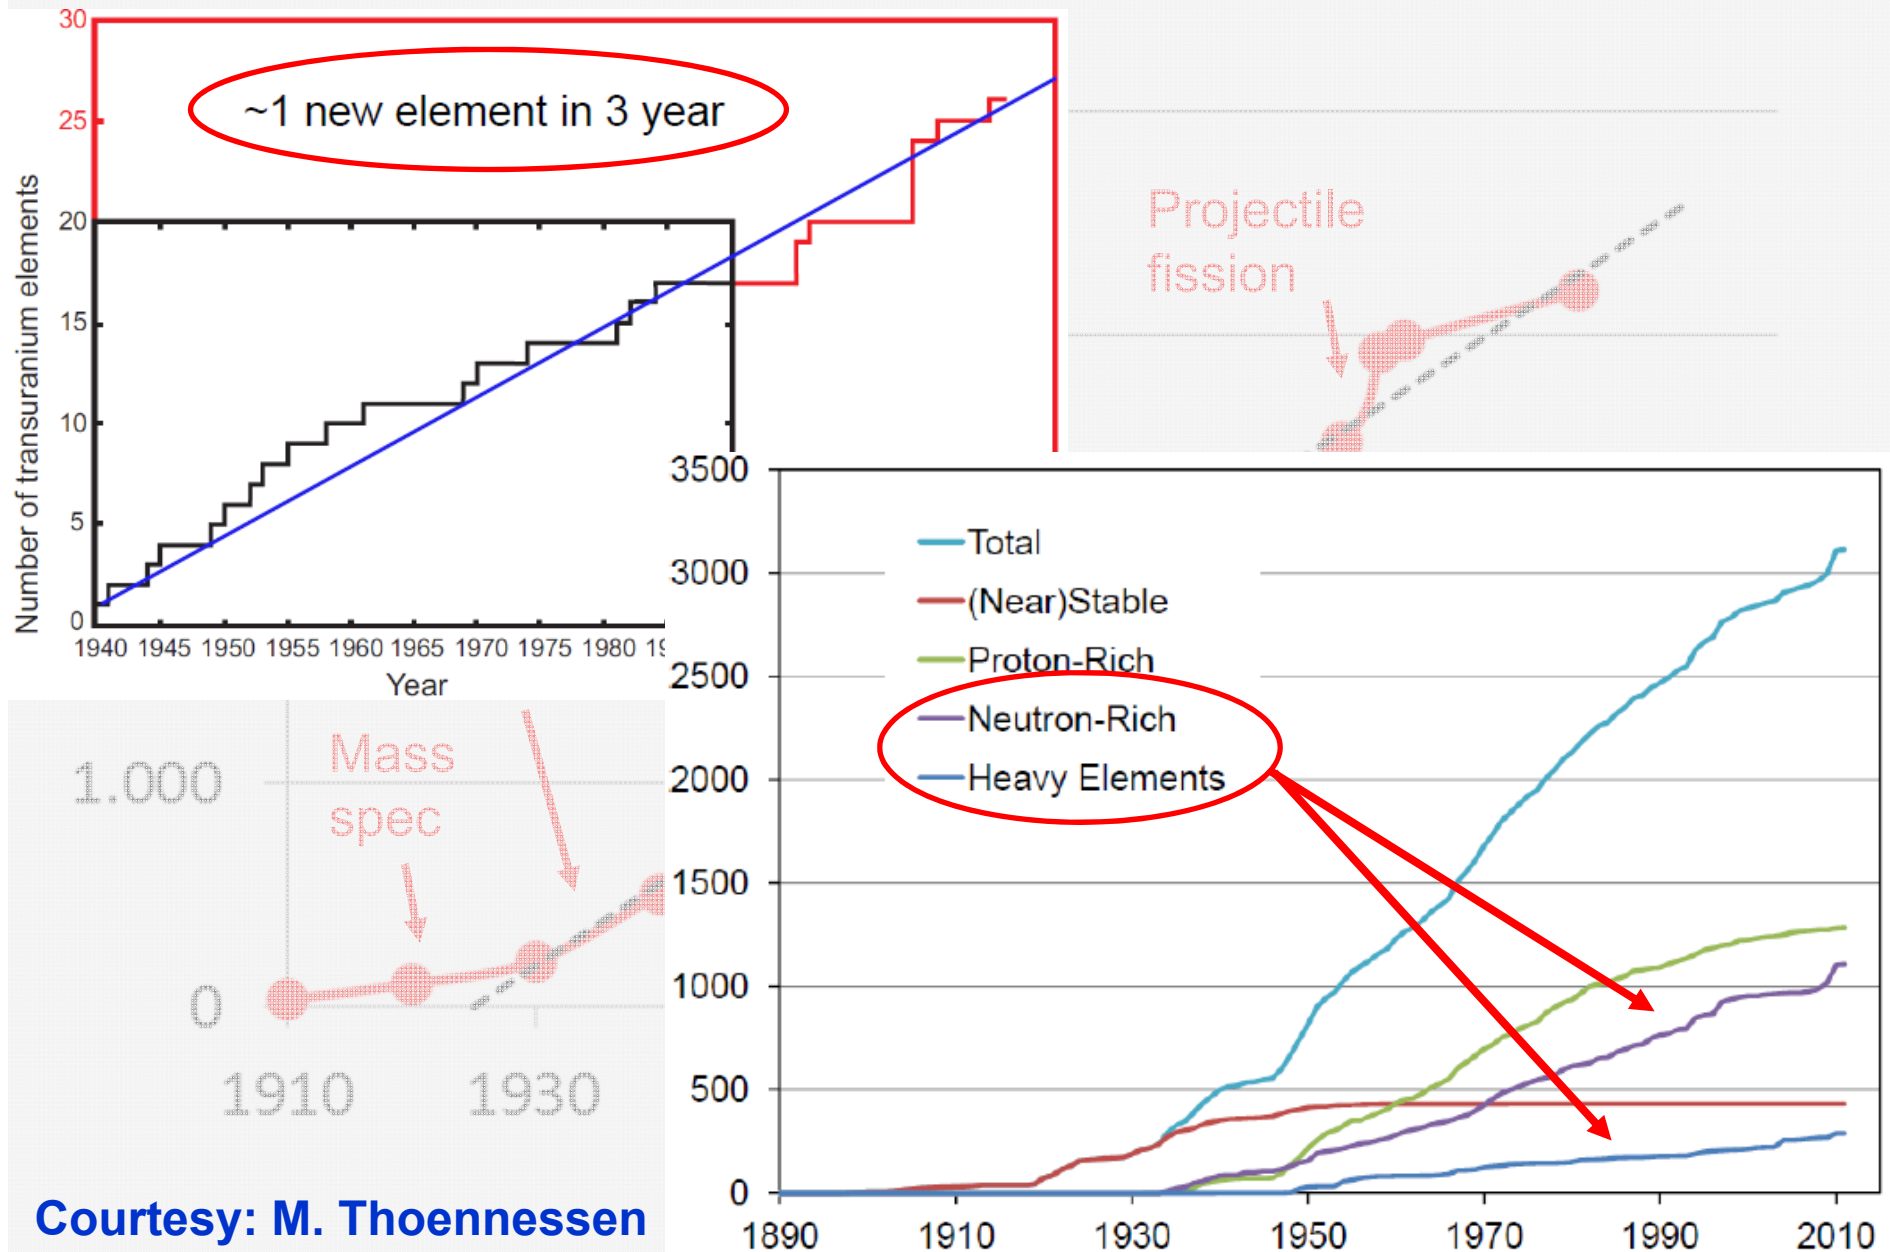 30
~1 new element in 3 year
25
20
15
10
5
0
Number of transuranium elements
1940 1945 1950 1955 1960 1965 1970 1975 1980
Year
Projectile
fission
3500
3000
2500
2000
1500
1000
500
0
Total
(Near)Stable
Proton-Rich
Neutron-Rich
Heavy Elements
1890 1910 1930 1950 1970 1990 2010
Mass
spec
1.000
0
1910 1930
Courtesy: M. Thoennessen